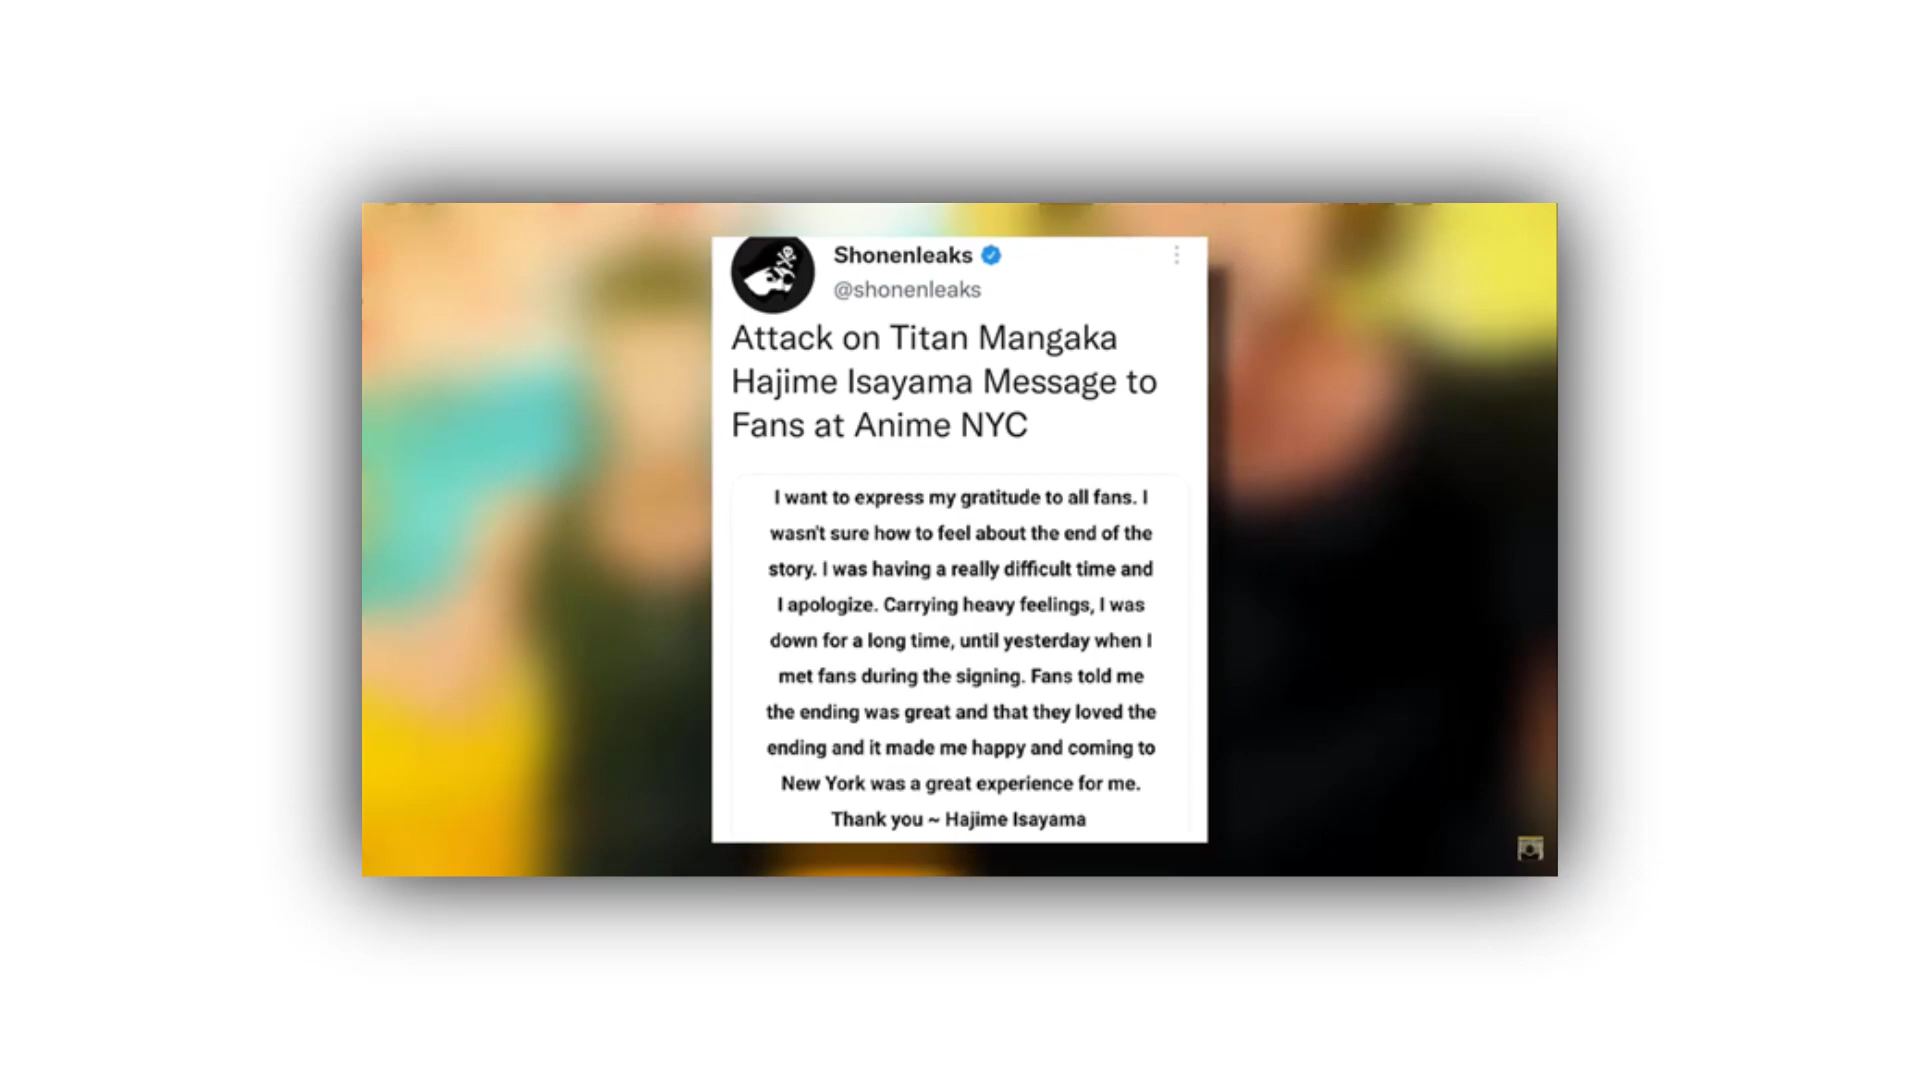 Shonenleaks
@shonenleaks
Attack on Titan Mangaka
Hajime Isayama Message to
Fans at Anime NYC
I want to express my gratitude to all fans. I
wasn't sure how to feel about the end of the
story. I was having a really difficult time and
I apologize. Carrying heavy feelings, I was
down for a long time, until yesterday when I
met fans during the signing. Fans told me
the ending was great and that they loved the
ending and it made me happy and coming to
New York was a great experience for me.
Thank you ~ Hajime Isayama